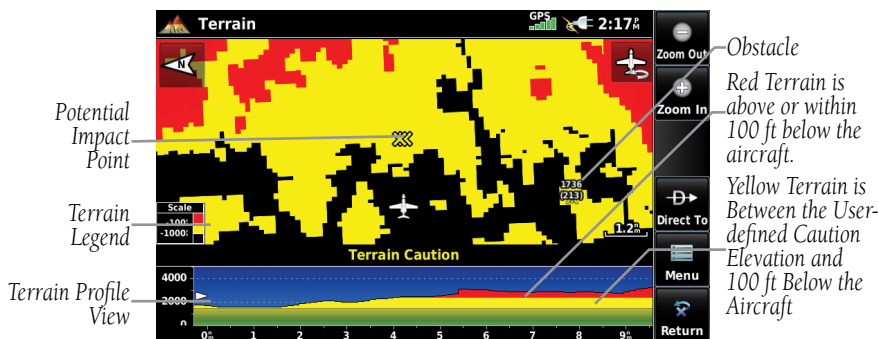 Terrain
GPS
2:17 PM
N
Zoom Out
Zoom In
Direct To
Menu
Return
Potential
Impact
Point
Terrain
Legend
Terrain Profile
View
Obstacle
Red Terrain is
above or within
100 ft below the
aircraft.
Yellow Terrain is
Between the User-
defined Caution
Elevation and
100 ft Below the
Aircraft
1736
(213)
Scale
-100ft
-1000ft
1.2nm
Terrain Caution
4000
2000
0
0nm 1 2 3 4 5 6 7 8 9nm